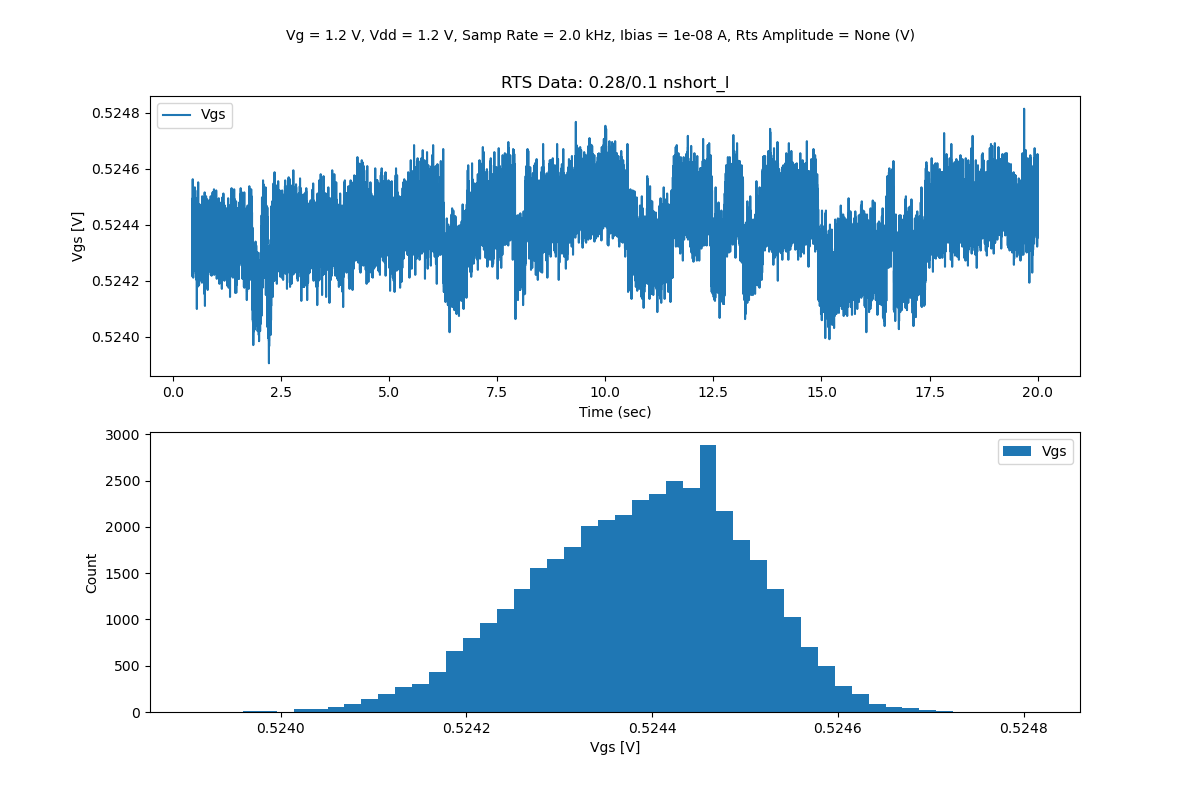 Vg = 1.2 V, Vdd = 1.2 V, Samp Rate = 2.0 kHz, Ibias = 1e-08 A, Rts Amplitude = None (V)
RTS Data: 0.28/0.1 nshort_l
Vgs
0.5248
0.5246
0.5244
0.5242
0.5240
Vgs [V]
0.0 2.5 5.0 7.5 10.0 12.5 15.0 17.5 20.0
Time (sec)
Vgs
3000
2500
2000
1500
1000
500
0
Count
0.5240 0.5242 0.5244 0.5246 0.5248
Vgs [V]